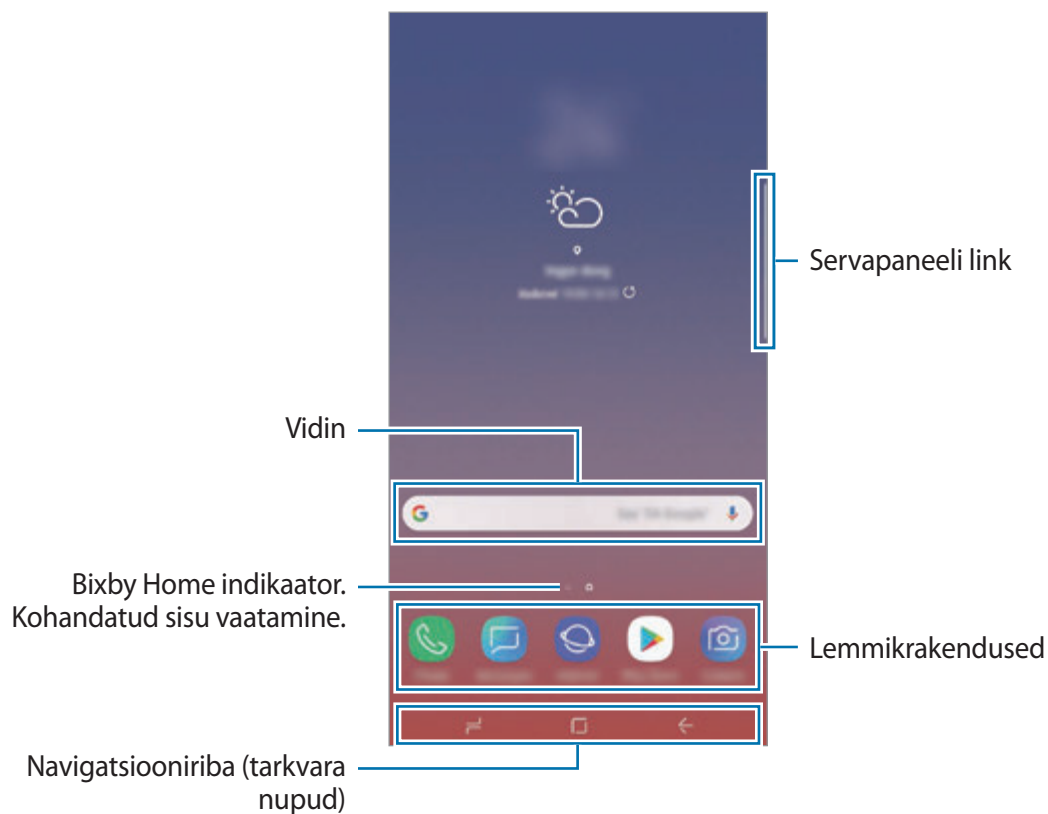 Servapaneeli link
Vidin
Bixby Home indikaator.
Kohandatud sisu vaatamine.
Lemmikrakendused
Navigatsiooniriba (tarkvara
nupud)